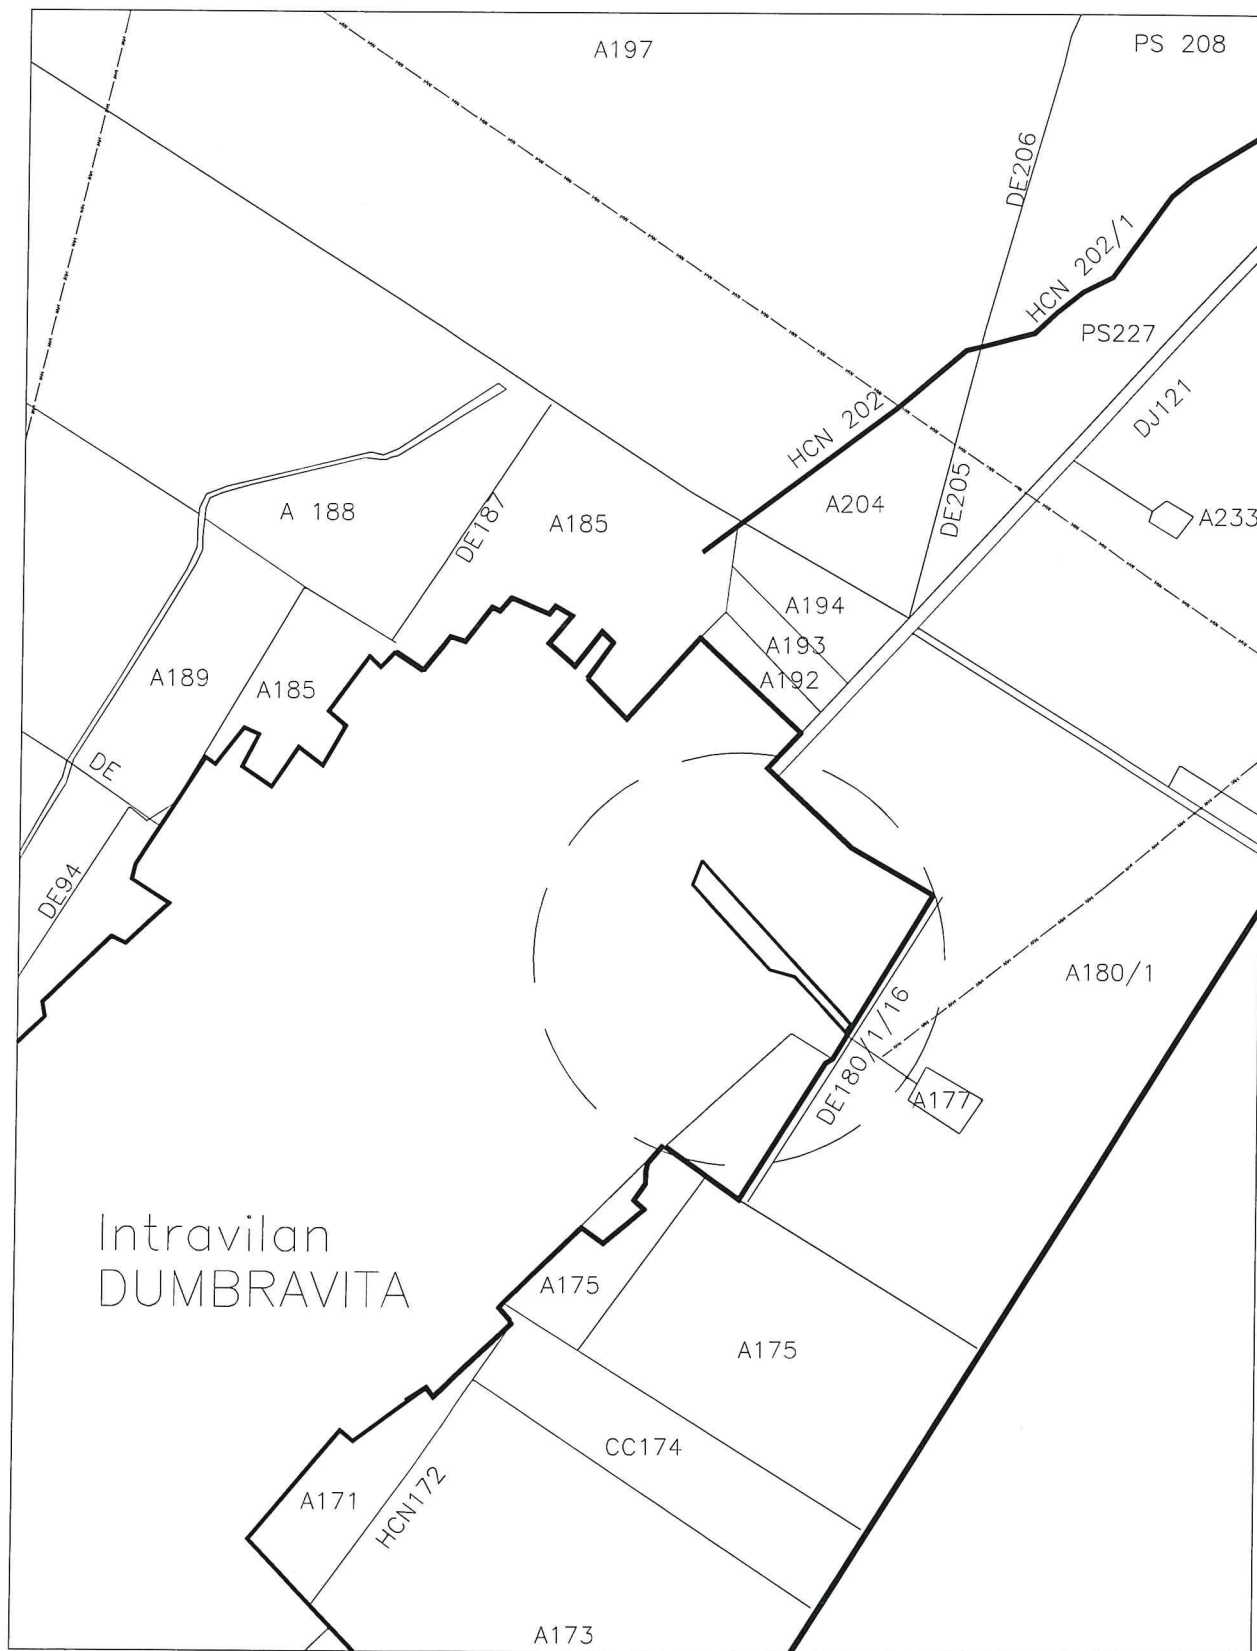 A197
PS 208
DE206
HCN 202/1
PS227
DJ121
HCN 202
A 188
DE187
A185
A204
DE205
A233
A194
A193
A192
A189
A185
DE
DE94
A180/1
DE180/1/16
A177
Intravilan
DUMBRAVITA
A175
A175
CC174
A171
HCN172
A173